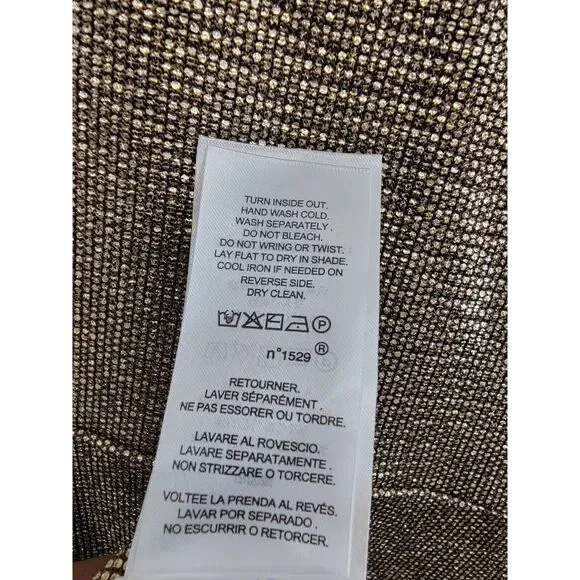 TURN INSIDE OUT.
HAND WASH COLD.
WASH SEPARATELY .
DO NOT BLEACH.
DO NOT WRING OR TWIST.
LAY FLAT TO DRY IN SHADE.
COOL IRON IF NEEDED ON
REVERSE SIDE.
DRY CLEAN.
P
n°1529 ®
RETOURNER.
LAVER SÉPARÉMENT .
NE PAS ESSORER OU TORDRE.
LAVARE AL ROVESCIO.
LAVARE SEPARATAMENTE .
NON STRIZZARE O TORCERE.
VOLTEE LA PRENDA AL REVÉS.
LAVAR POR SEPARADO .
NO ESCURRIR O RETORCER.